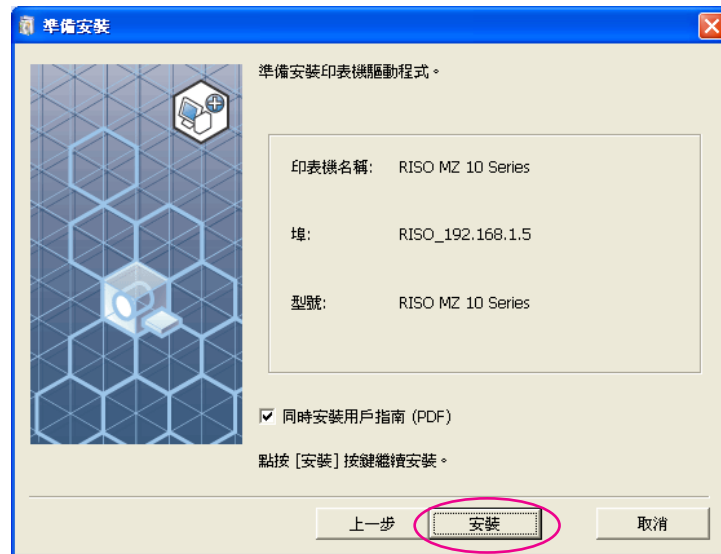 準備安裝
準備安裝印表機驅動程式。
印表機名稱: RISO MZ 10 Series
埠: RISO_192.168.1.5
型號: RISO MZ 10 Series
同時安裝用戶指南 (PDF)
點按 [安裝] 按鍵繼續安裝。
上一步 安裝 取消